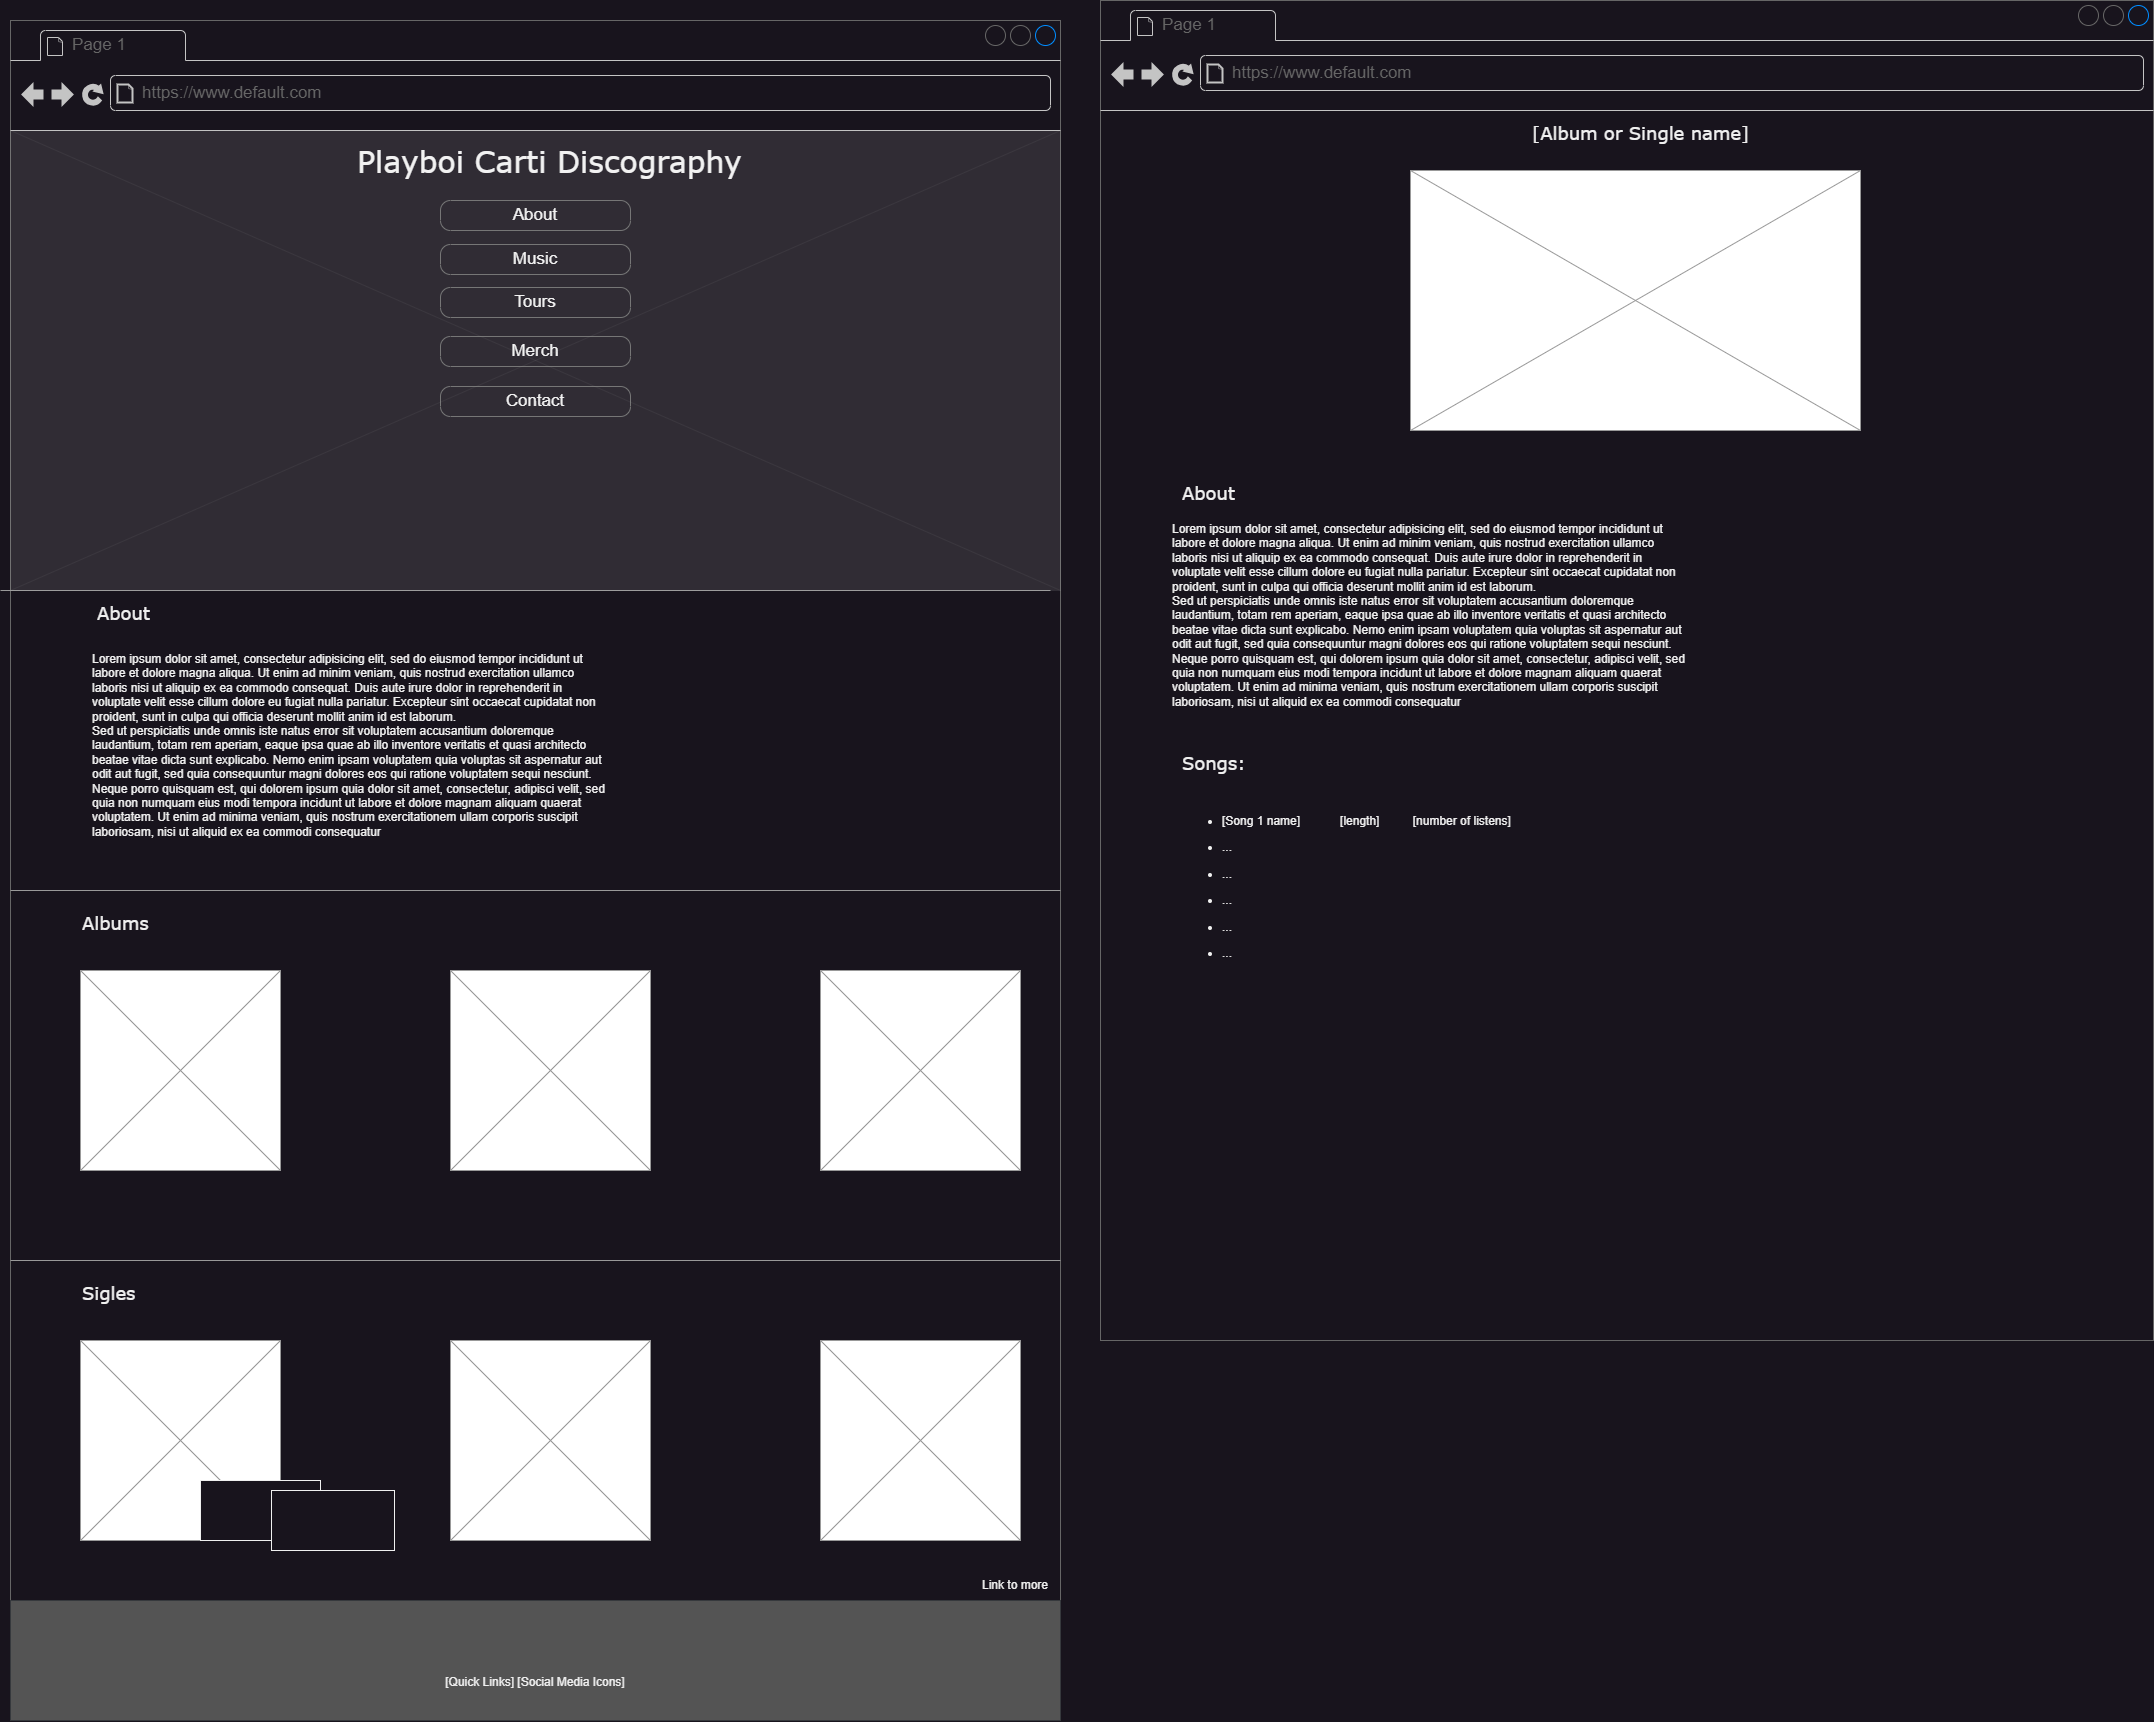 Page 1
https://www.default.com
Playboi Carti Discography
About
Music
Tours
Merch
Contact
About
Lorem ipsum dolor sit amet, consectetur adipisicing elit, sed do eiusmod tempor incididunt ut
labore et dolore magna aliqua. Ut enim ad minim veniam, quis nostrud exercitation ullamco
laboris nisi ut aliquip ex ea commodo consequat. Duis aute irure dolor in reprehenderit in
voluptate velit esse cillum dolore eu fugiat nulla pariatur. Excepteur sint occaecat cupidatat non
proident, sunt in culpa qui officia deserunt mollit anim id est laborum.
Sed ut perspiciatis unde omnis iste natus error sit voluptatem accusantium doloremque
laudantium, totam rem aperiam, eaque ipsa quae ab illo inventore veritatis et quasi architecto
beatae vitae dicta sunt explicabo. Nemo enim ipsam voluptatem quia voluptas sit aspernatur aut
odit aut fugit, sed quia consequuntur magni dolores eos qui ratione voluptatem sequi nesciunt.
Neque porro quisquam est, qui dolorem ipsum quia dolor sit amet, consectetur, adipisci velit, sed
quia non numquam eius modi tempora incidunt ut labore et dolore magnam aliquam quaerat
voluptatem. Ut enim ad minima veniam, quis nostrum exercitationem ullam corporis suscipit
laboriosam, nisi ut aliquid ex ea commodi consequatur
Albums
Sigles
Link to more
[Quick Links] [Social Media Icons]
Page 1
https://www.default.com
[Album or Single name]
About
Lorem ipsum dolor sit amet, consectetur adipisicing elit, sed do eiusmod tempor incididunt ut
labore et dolore magna aliqua. Ut enim ad minim veniam, quis nostrud exercitation ullamco
laboris nisi ut aliquip ex ea commodo consequat. Duis aute irure dolor in reprehenderit in
voluptate velit esse cillum dolore eu fugiat nulla pariatur. Excepteur sint occaecat cupidatat non
proident, sunt in culpa qui officia deserunt mollit anim id est laborum.
Sed ut perspiciatis unde omnis iste natus error sit voluptatem accusantium doloremque
laudantium, totam rem aperiam, eaque ipsa quae ab illo inventore veritatis et quasi architecto
beatae vitae dicta sunt explicabo. Nemo enim ipsam voluptatem quia voluptas sit aspernatur aut
odit aut fugit, sed quia consequuntur magni dolores eos qui ratione voluptatem sequi nesciunt.
Neque porro quisquam est, qui dolorem ipsum quia dolor sit amet, consectetur, adipisci velit, sed
quia non numquam eius modi tempora incidunt ut labore et dolore magnam aliquam quaerat
voluptatem. Ut enim ad minima veniam, quis nostrum exercitationem ullam corporis suscipit
laboriosam, nisi ut aliquid ex ea commodi consequatur
Songs:
• [Song 1 name] [length] [number of listens]
• ...
• ...
• ...
• ...
• ...